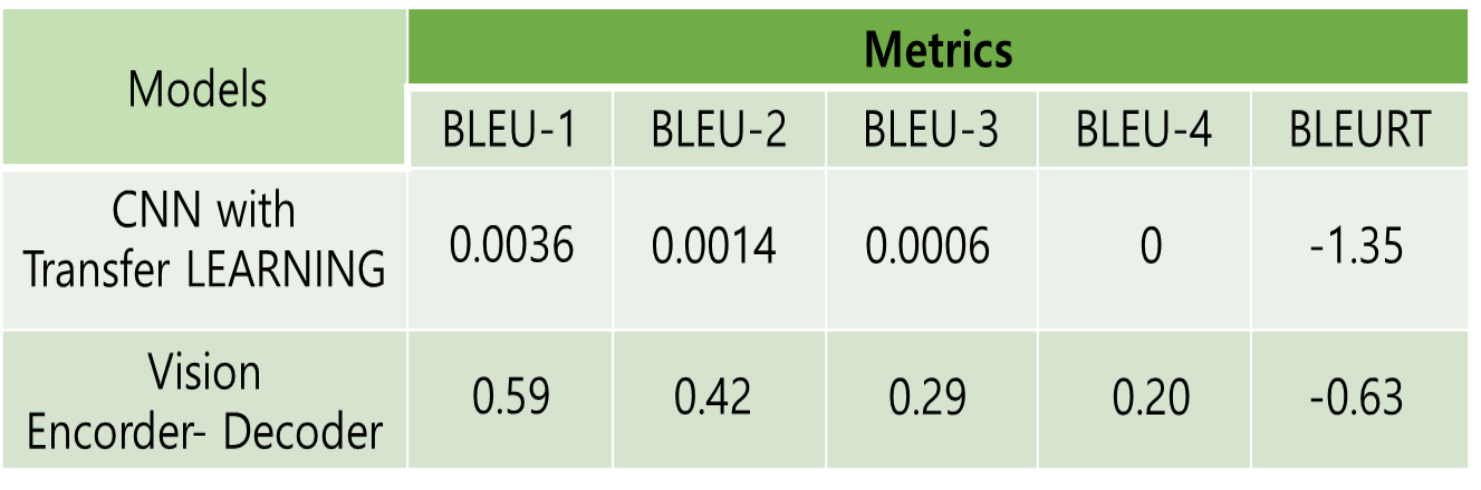 Models
Metrics
BLEU-1 BLEU-2 BLEU-3 BLEU-4 BLEURT
CNN with
Transfer LEARNING
0.0036 0.0014 0.0006 0 -1.35
Vision
Encorder- Decoder
0.59 0.42 0.29 0.20 -0.63